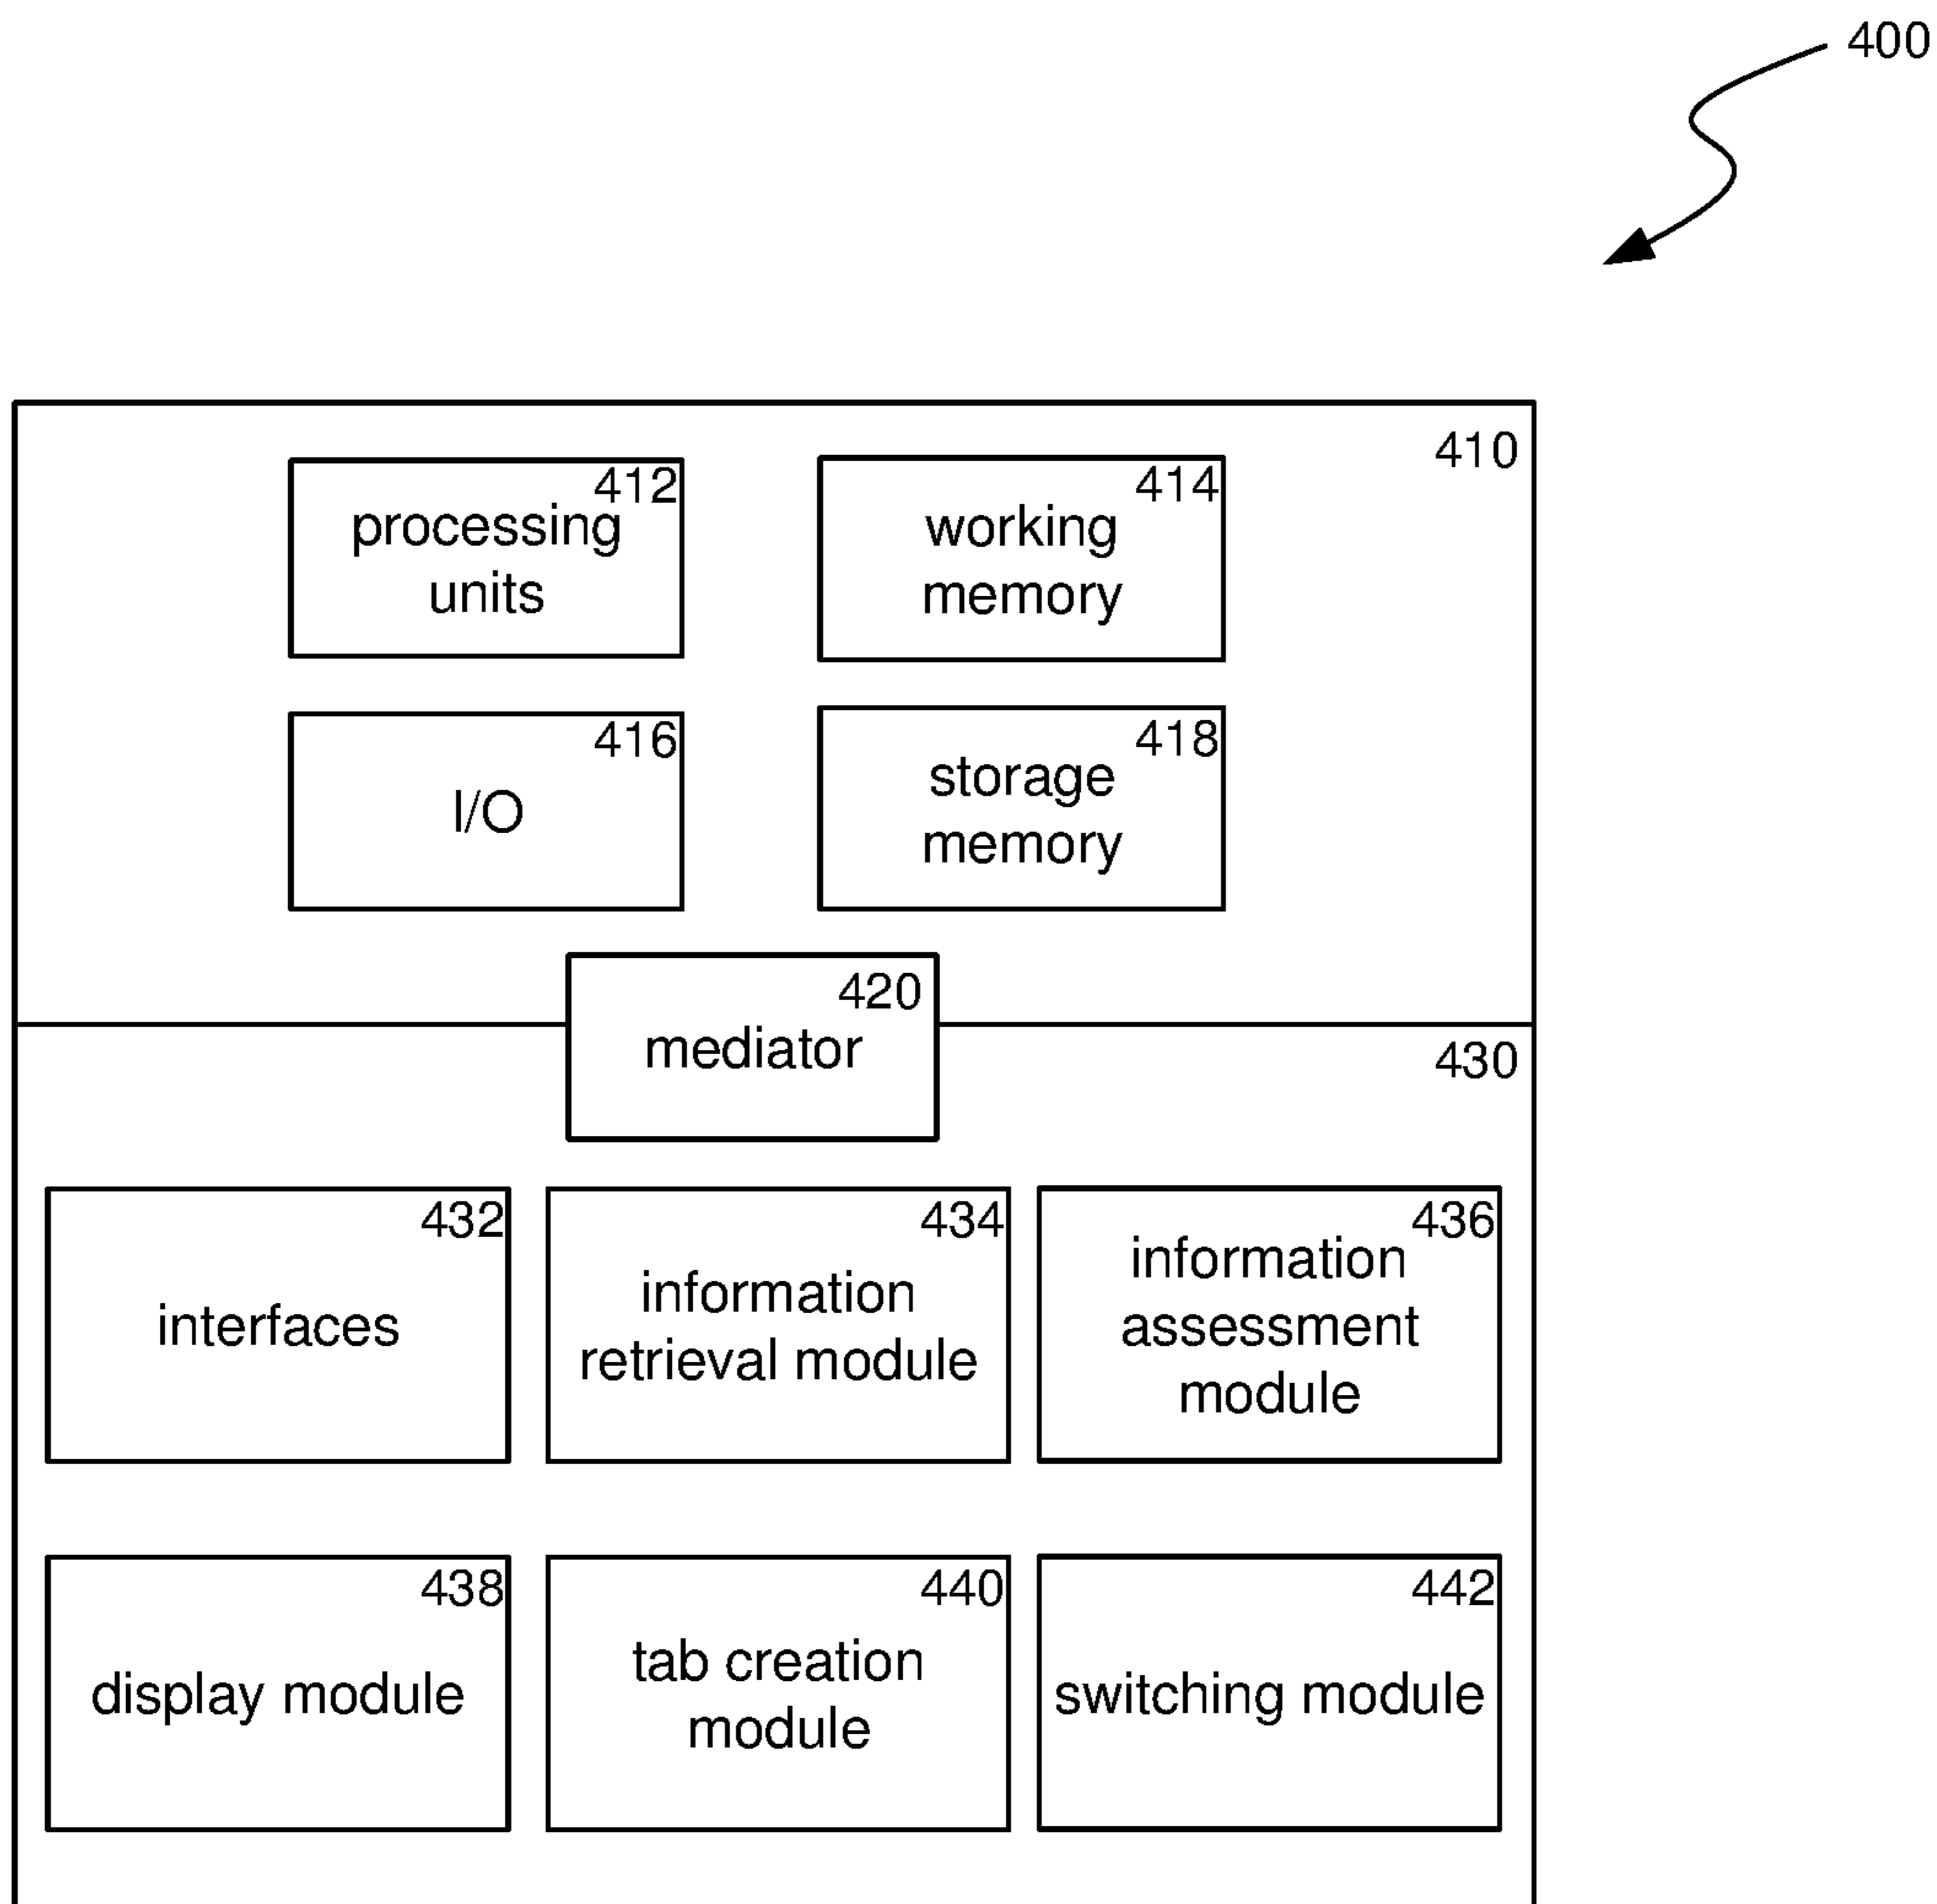 400
410
412
processing
units
414
working
memory
416
I/O
418
storage
memory
420
mediator
430
432
interfaces
434
information
retrieval module
436
information
assessment
module
438
display module
440
tab creation
module
442
switching module